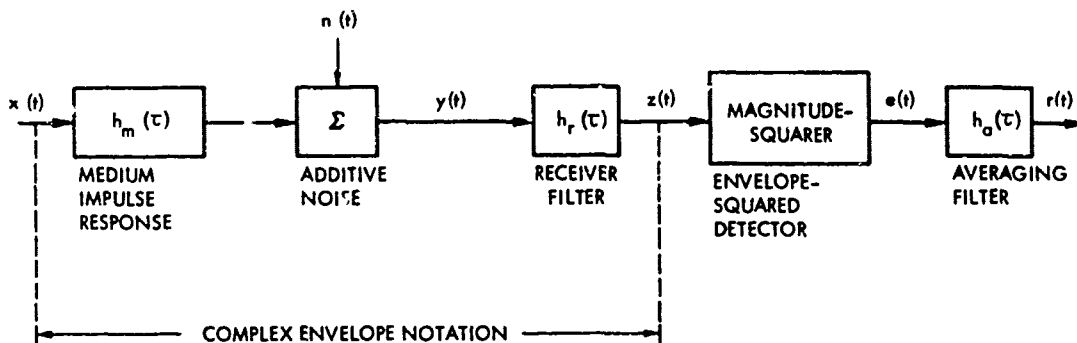 n (t)
x (t)
h_m (τ)
Σ
y(t)
h_r (τ)
z(t)
MAGNITUDE-
SQUARER
e(t)
h_a(τ)
r(t)
MEDIUM
IMPULSE
RESPONSE
ADDITIVE
NOISE
RECEIVER
FILTER
ENVELOPE-
SQUARED
DETECTOR
AVERAGING
FILTER
COMPLEX ENVELOPE NOTATION